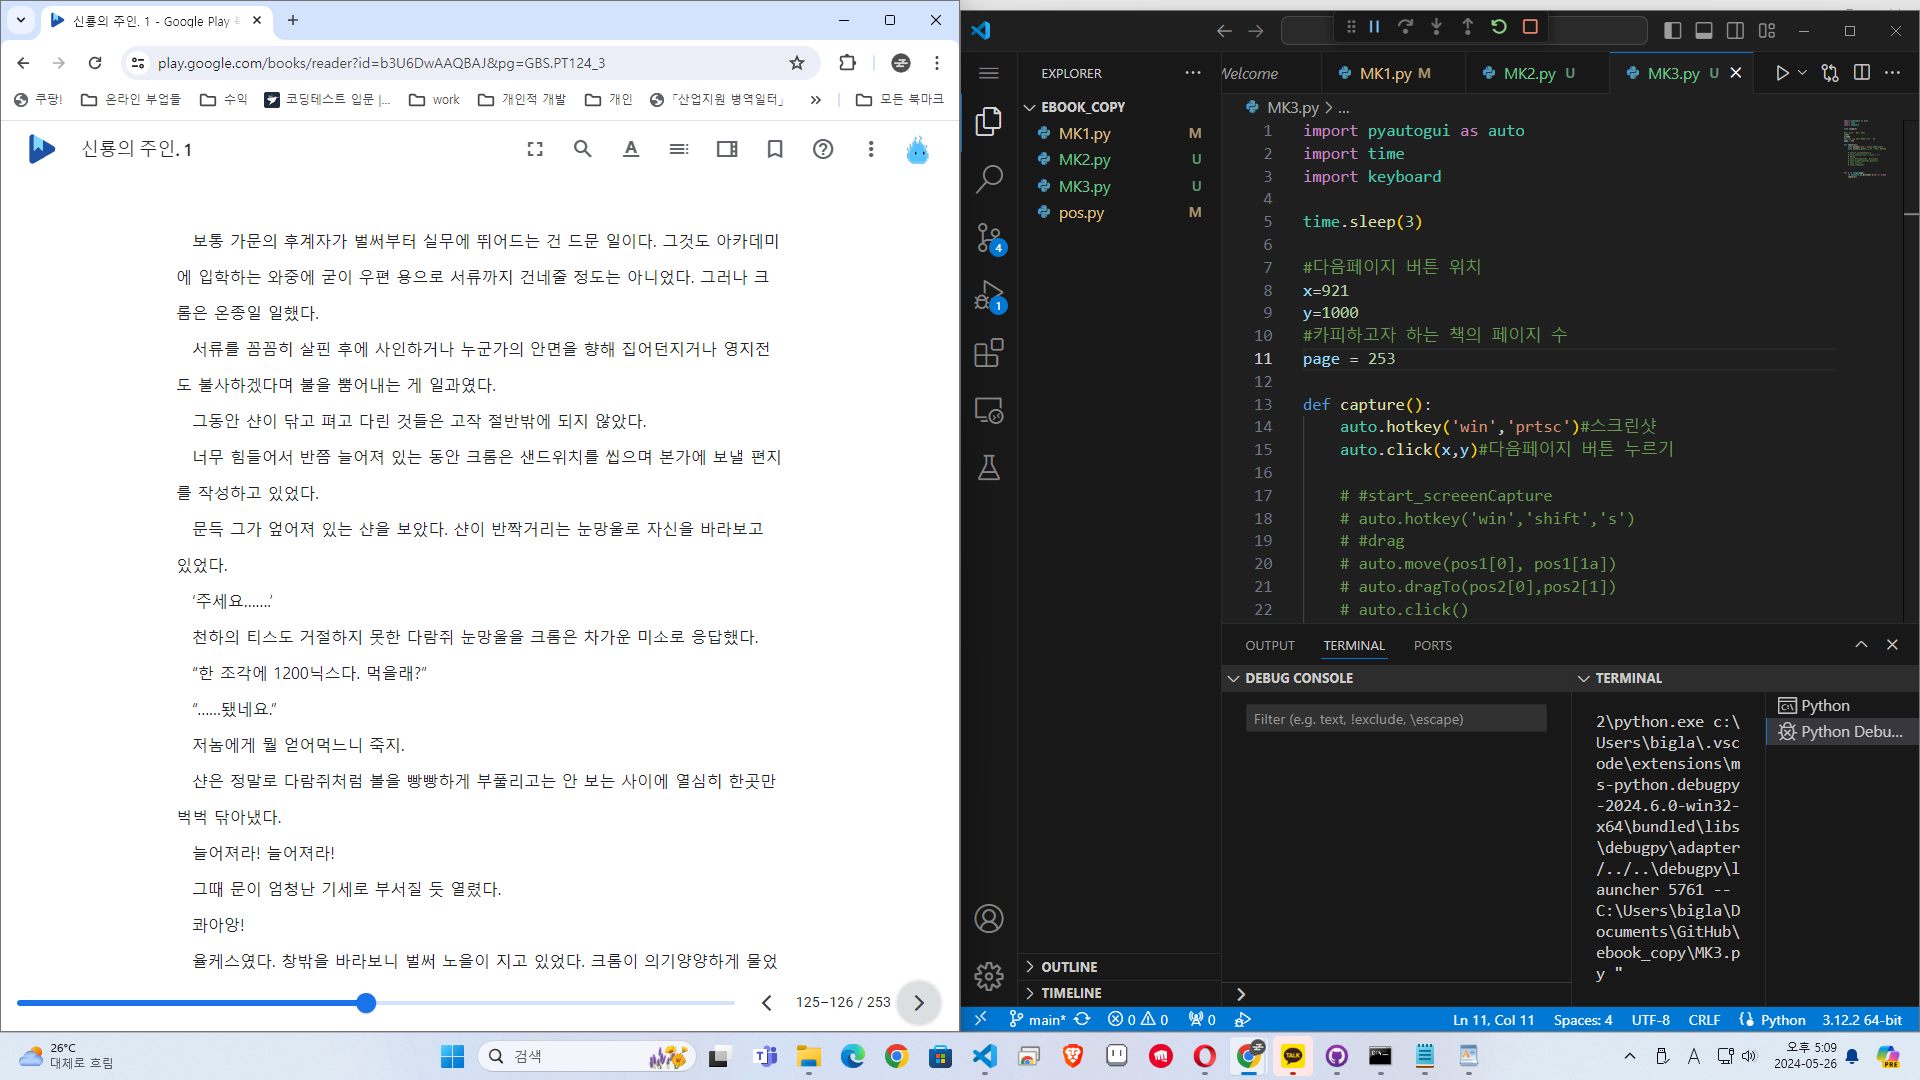 신룡의 주인. 1 - Google Play
play.google.com/books/reader?id=b3U6DwAAQBAJ&pg=GBS.PT124_3
쿠팡!
온라인 부업들
수익
코딩테스트 입문 |...
work
개인적 개발
개인
「산업지원 병역일터」
모든 북마크
신룡의 주인. 1
보통 가문의 후계자가 벌써부터 실무에 뛰어드는 건 드문 일이다. 그것도 아카데미
에 입학하는 와중에 굳이 우편 용으로 서류까지 건네줄 정도는 아니었다. 그러나 크
롬은 온종일 일했다.
서류를 꼼꼼히 살핀 후에 사인하거나 누군가의 안면을 향해 집어던지거나 영지전
도 불사하겠다며 불을 뿜어내는 게 일과였다.
그동안 샨이 닦고 펴고 다린 것들은 고작 절반밖에 되지 않았다.
너무 힘들어서 반쯤 늘어져 있는 동안 크롬은 샌드위치를 씹으며 본가에 보낼 편지
를 작성하고 있었다.
문득 그가 엎어져 있는 샨을 보았다. 샨이 반짝거리는 눈망울로 자신을 바라보고
있었다.
‘주세요…….’
천하의 티스도 거절하지 못한 다람쥐 눈망울을 크롬은 차가운 미소로 응답했다.
“한 조각에 1200닉스다. 먹을래?”
“……됐네요.”
저놈에게 뭘 얻어먹느니 죽지.
샨은 정말로 다람쥐처럼 볼을 빵빵하게 부풀리고는 안 보는 사이에 열심히 한곳만
벅벅 닦아냈다.
늘어져라! 늘어져라!
그때 문이 엄청난 기세로 부서질 듯 열렸다.
콰아앙!
율케스였다. 창밖을 바라보니 벌써 노을이 지고 있었다. 크롬이 의기양양하게 물었
125–126 / 253
EXPLORER
EBOOK_COPY
MK1.py M
MK2.py U
MK3.py U
pos.py M
OUTLINE
TIMELINE
Welcome
MK1.py M
MK2.py U
MK3.py U
MK3.py > ...
1 import pyautogui as auto
2 import time
3 import keyboard
4
5 time.sleep(3)
6
7 #다음페이지 버튼 위치
8 x=921
9 y=1000
10 #카피하고자 하는 책의 페이지 수
11 page = 253
12
13 def capture():
14 auto.hotkey('win','prtsc')#스크린샷
15 auto.click(x,y)#다음페이지 버튼 누르기
16
17 # #start_screeenCapture
18 # auto.hotkey('win','shift','s')
19 # #drag
20 # auto.move(pos1[0], pos1[1a])
21 # auto.dragTo(pos2[0],pos2[1])
22 # auto.click()
OUTPUT
TERMINAL
PORTS
DEBUG CONSOLE
Filter (e.g. text, !exclude, \escape)
TERMINAL
2\python.exe c:\
Users\bigla\.vsc
ode\extensions\m
s-python.debugpy
-2024.6.0-win32-
x64\bundled\libs
\debugpy\adapter
/../..\debugpy\l
auncher 5761 --
C:\Users\bigla\D
ocuments\GitHub\
ebook_copy\MK3.p
y "
Python
Python Debu...
4
1
main*
0
0
0
Ln 11, Col 11
Spaces: 4
UTF-8
CRLF
Python
3.12.2 64-bit
26°C
대체로 흐림
검색
TALK
A
오후 5:09
2024-05-26
PRE